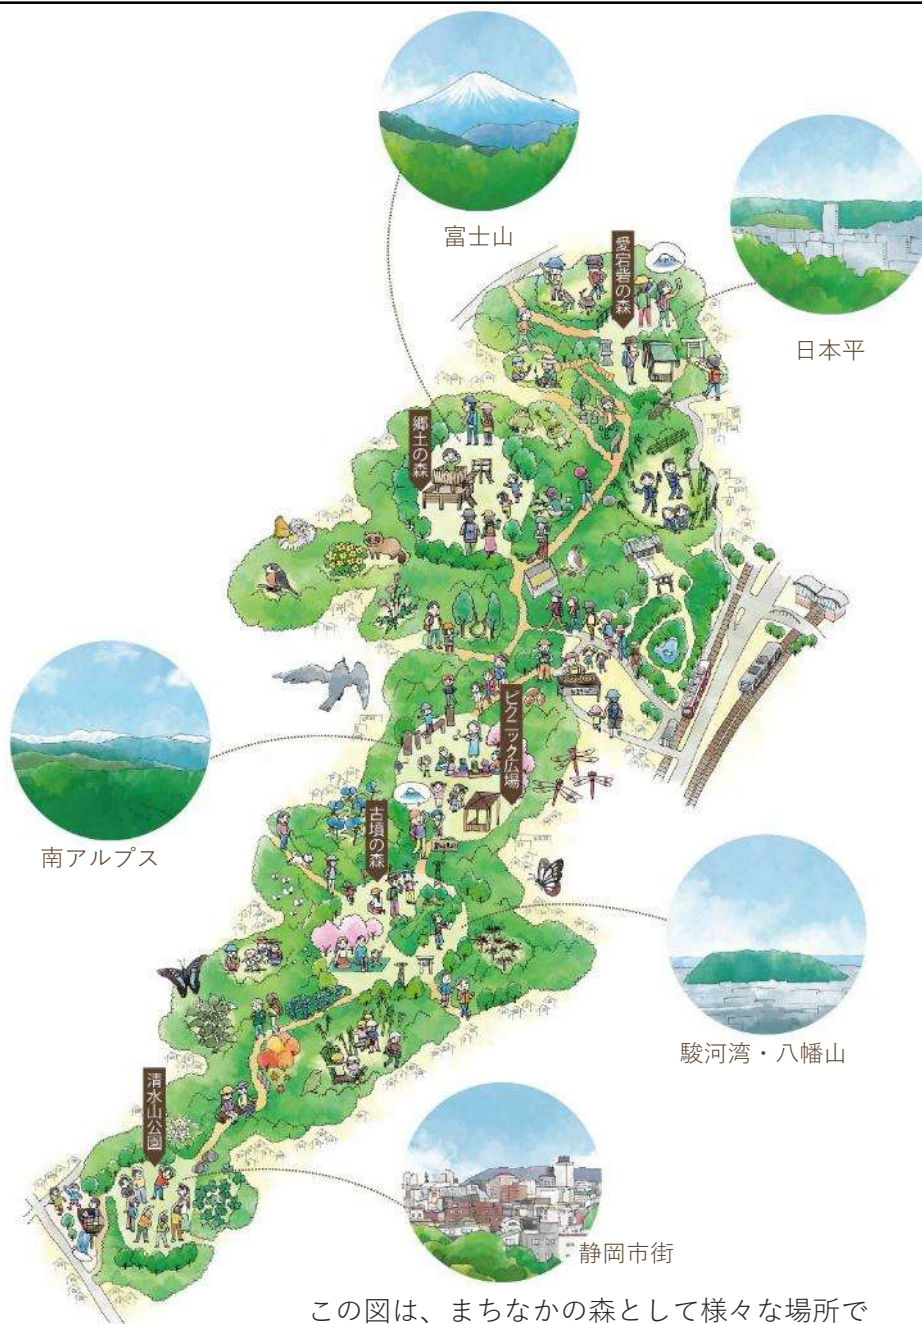 富士山
愛宕砦の森
日本平
郷土の森
ピクニック広場
南アルプス
古墳の森
駿河湾・八幡山
清水山公園
静岡市街
この図は、まちなかの森として様々な場所で